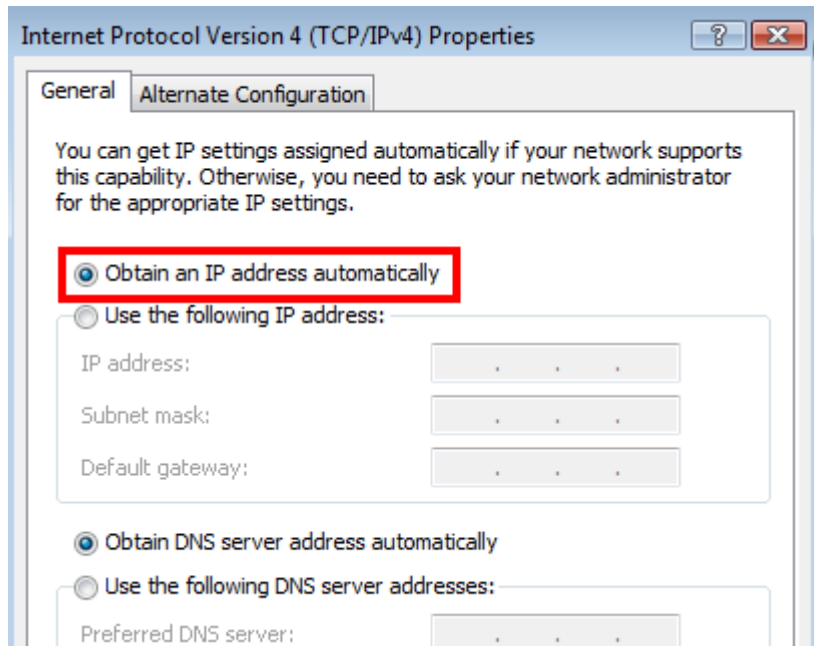 Internet Protocol Version 4 (TCP/IPv4) Properties
General
Alternate Configuration
You can get IP settings assigned automatically if your network supports
this capability. Otherwise, you need to ask your network administrator
for the appropriate IP settings.
Obtain an IP address automatically
Use the following IP address:
IP address:
Subnet mask:
Default gateway:
Obtain DNS server address automatically
Use the following DNS server addresses:
Preferred DNS server: